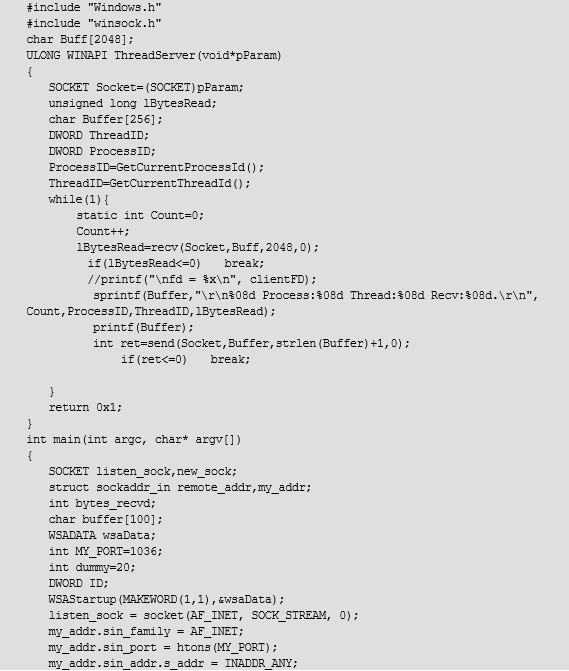 #include "Windows.h"
#include "winsock.h"
char Buff[2048];
ULONG WINAPI ThreadServer(void*pParam)
{
SOCKET Socket=(SOCKET)pParam;
unsigned long lBytesRead;
char Buffer[256];
DWORD ThreadID;
DWORD ProcessID;
ProcessID=GetCurrentProcessId();
ThreadID=GetCurrentThreadId();
while(1){
static int Count=0;
Count++;
lBytesRead=recv(Socket,Buff,2048,0);
if(lBytesRead<=0) break;
//printf("\nfd = %x\n", clientFD);
sprintf(Buffer,"\r\n%08d Process:%08d Thread:%08d Recv:%08d.\r\n",
Count,ProcessID,ThreadID,lBytesRead);
printf(Buffer);
int ret=send(Socket,Buffer,strlen(Buffer)+1,0);
if(ret<=0) break;
}
return 0x1;
}
int main(int argc, char* argv[])
{
SOCKET listen_sock,new_sock;
struct sockaddr_in remote_addr,my_addr;
int bytes_recvd;
char buffer[100];
WSADATA wsaData;
int MY_PORT=1036;
int dummy=20;
DWORD ID;
WSAStartup(MAKEWORD(1,1),&wsaData);
listen_sock = socket(AF_INET, SOCK_STREAM, 0);
my_addr.sin_family = AF_INET;
my_addr.sin_port = htons(MY_PORT);
my_addr.sin_addr.s_addr = INADDR_ANY;